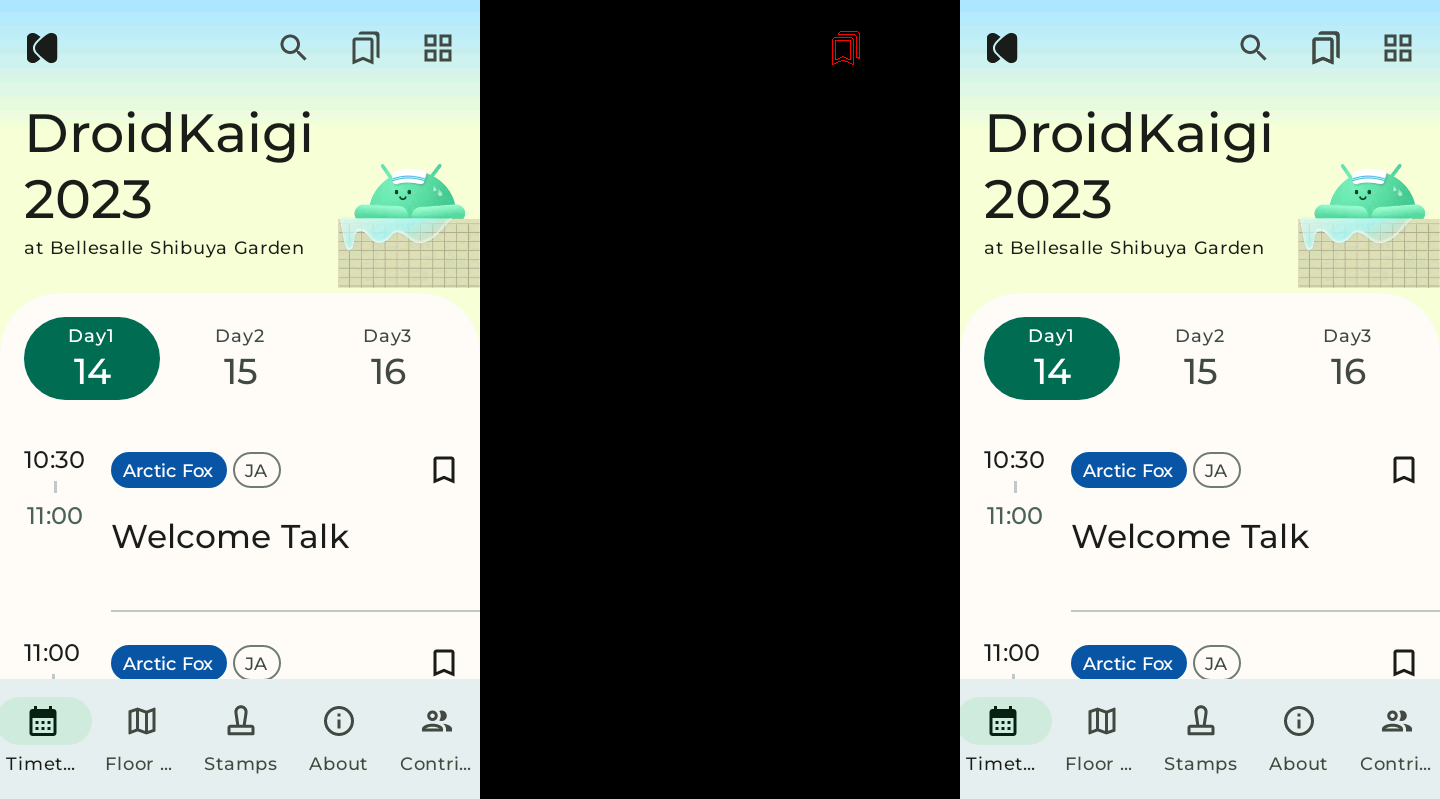 DroidKaigi
2023
at Bellesalle Shibuya Garden
Day1
14
Day2
15
Day3
16
10:30
11:00
Arctic Fox
JA
Welcome Talk
11:00
Arctic Fox
JA
Timet...
Floor ...
Stamps
About
Contri...
DroidKaigi
2023
at Bellesalle Shibuya Garden
Day1
14
Day2
15
Day3
16
10:30
11:00
Arctic Fox
JA
Welcome Talk
11:00
Arctic Fox
JA
Timet...
Floor ...
Stamps
About
Contri...